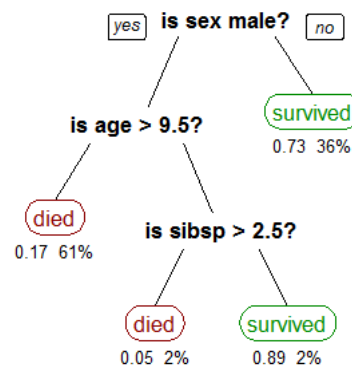 yes is sex male? no
is age > 9.5?
survived
0.73 36%
died
0.17 61%
is sibsp > 2.5?
died survived
0.05 2% 0.89 2%